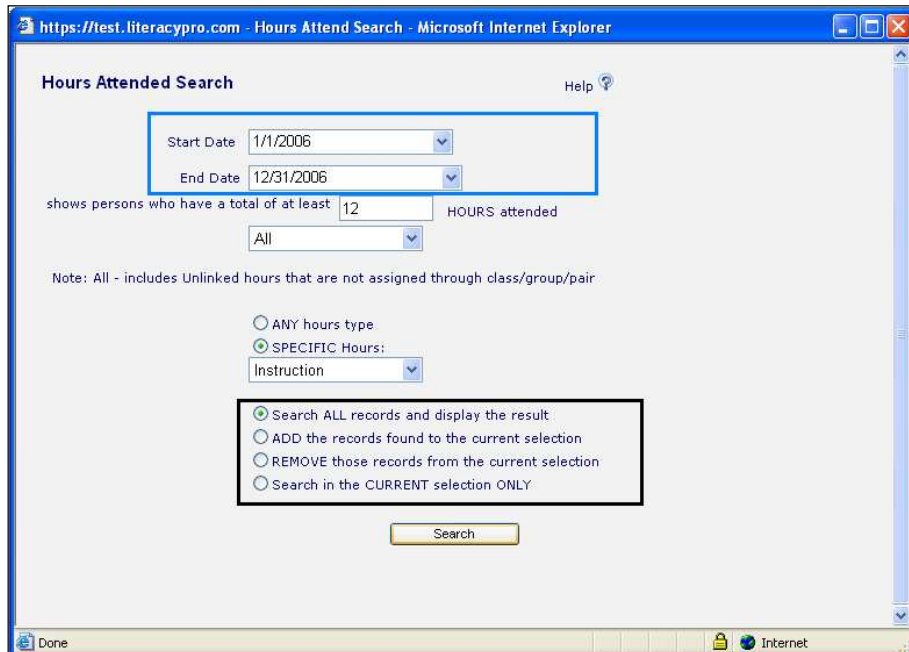 https://test.literacypro.com - Hours Attend Search - Microsoft Internet Explorer
Hours Attended Search
Help
Start Date 1/1/2006
End Date 12/31/2006
shows persons who have a total of at least 12 HOURS attended
All
Note: All - includes Unlinked hours that are not assigned through class/group/pair
ANY hours type
SPECIFIC Hours:
Instruction
Search ALL records and display the result
ADD the records found to the current selection
REMOVE those records from the current selection
Search in the CURRENT selection ONLY
Search
Done Internet